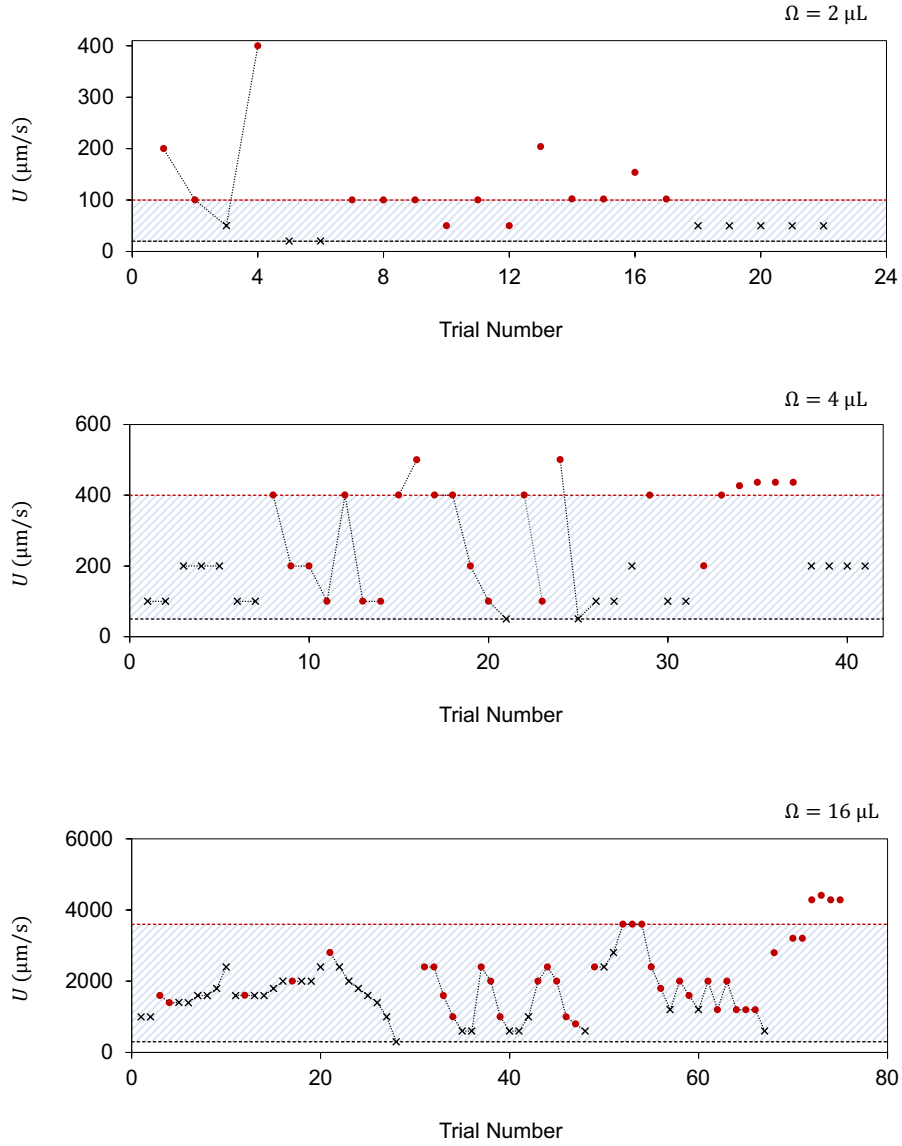 Ω = 2 μL
400
300
200
100
0
U (μm/s)
0 4 8 12 16 20 24
Trial Number
Ω = 4 μL
600
400
200
0
U (μm/s)
0 10 20 30 40
Trial Number
Ω = 16 μL
6000
4000
2000
0
U (μm/s)
0 20 40 60 80
Trial Number